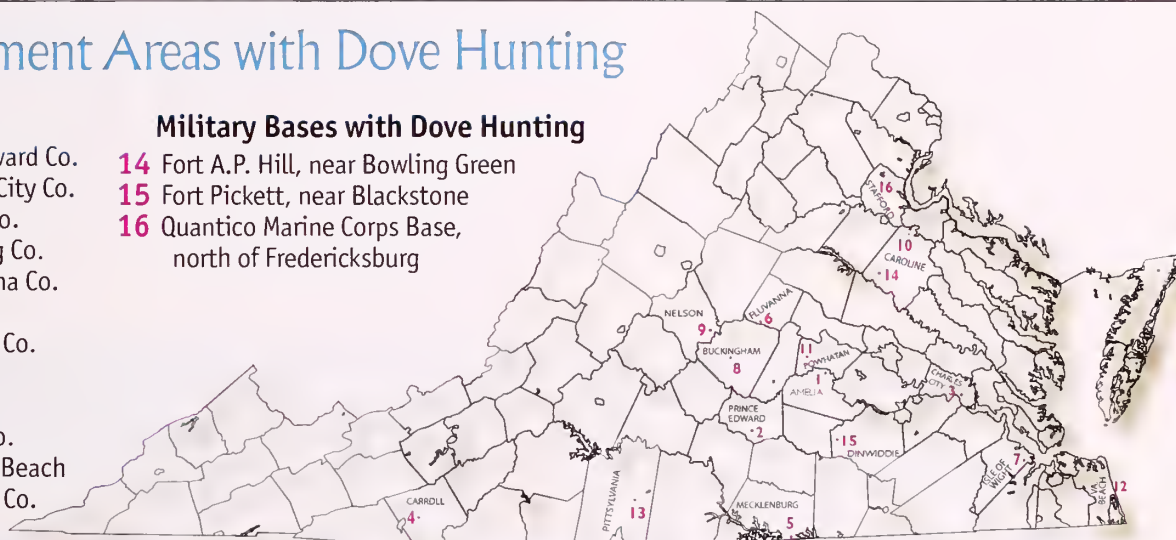 ment Areas with Dove Hunting
vard Co.
City Co.
o.
g Co.
na Co.
Co.
o.
Beach
Co.
Military Bases with Dove Hunting
14 Fort A.P. Hill, near Bowling Green
15 Fort Pickett, near Blackstone
16 Quantico Marine Corps Base,
north of Fredericksburg
16
STAFFORD
10
CAROLINE
14
NELSON
9
FLUVANNA
6
BUCKINGHAM
8
11
POWHATAN
1
AMELIA
CHARLES
CITY 3
PRINCE
EDWARD
2
15
DINWIDDIE
ISLE OF
WIGHT
7
VA
BEACH
12
CARROLL
4
PITTSYLVANIA
13
MECKLENBURG
5